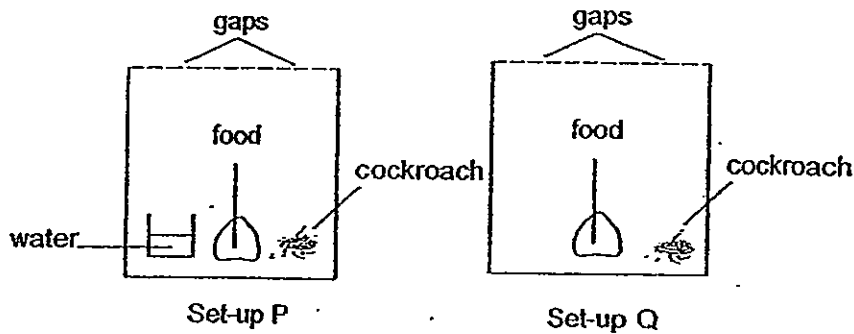 gaps
gaps
food
food
cockroach
cockroach
water
Set-up P
Set-up Q